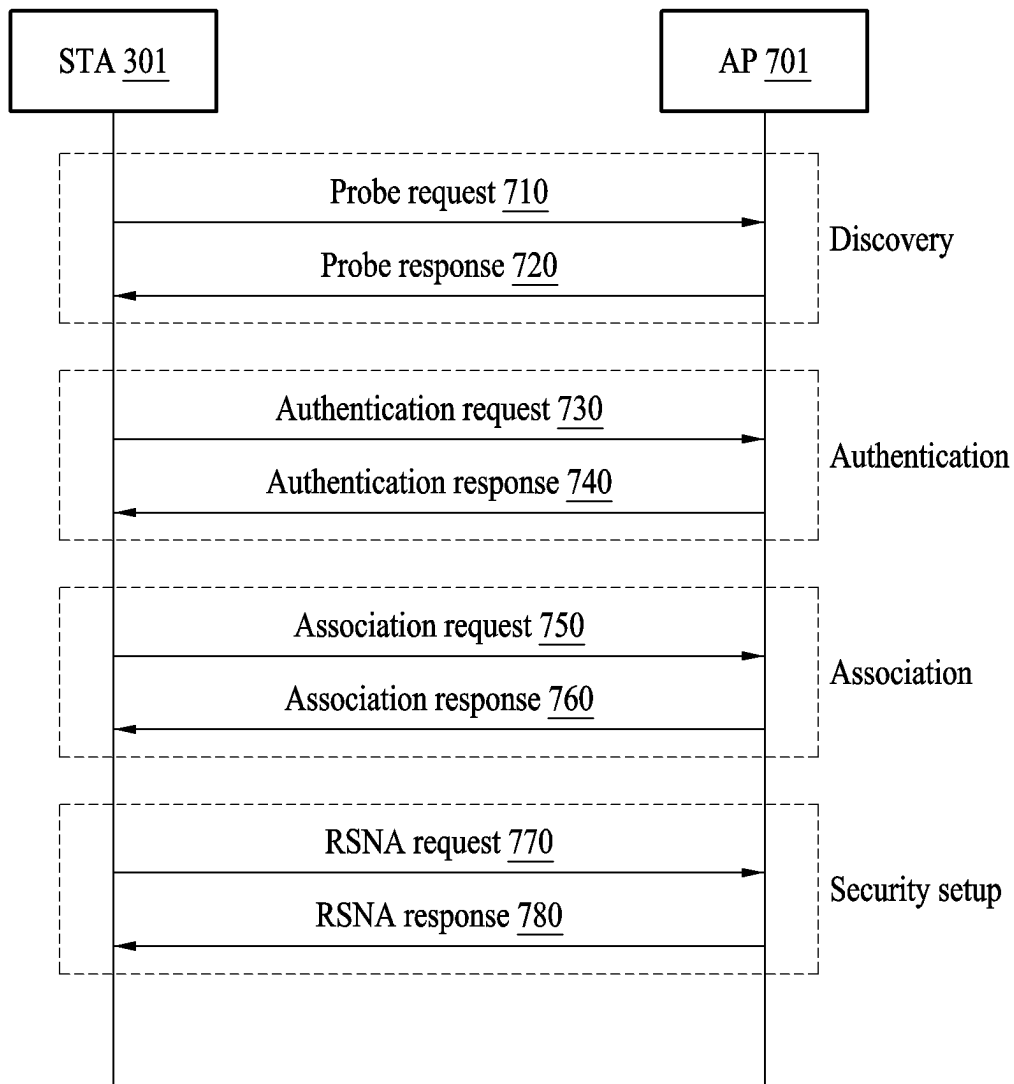 STA 301
AP 701
Probe request 710
Probe response 720
Discovery
Authentication request 730
Authentication response 740
Authentication
Association request 750
Association response 760
Association
RSNA request 770
RSNA response 780
Security setup